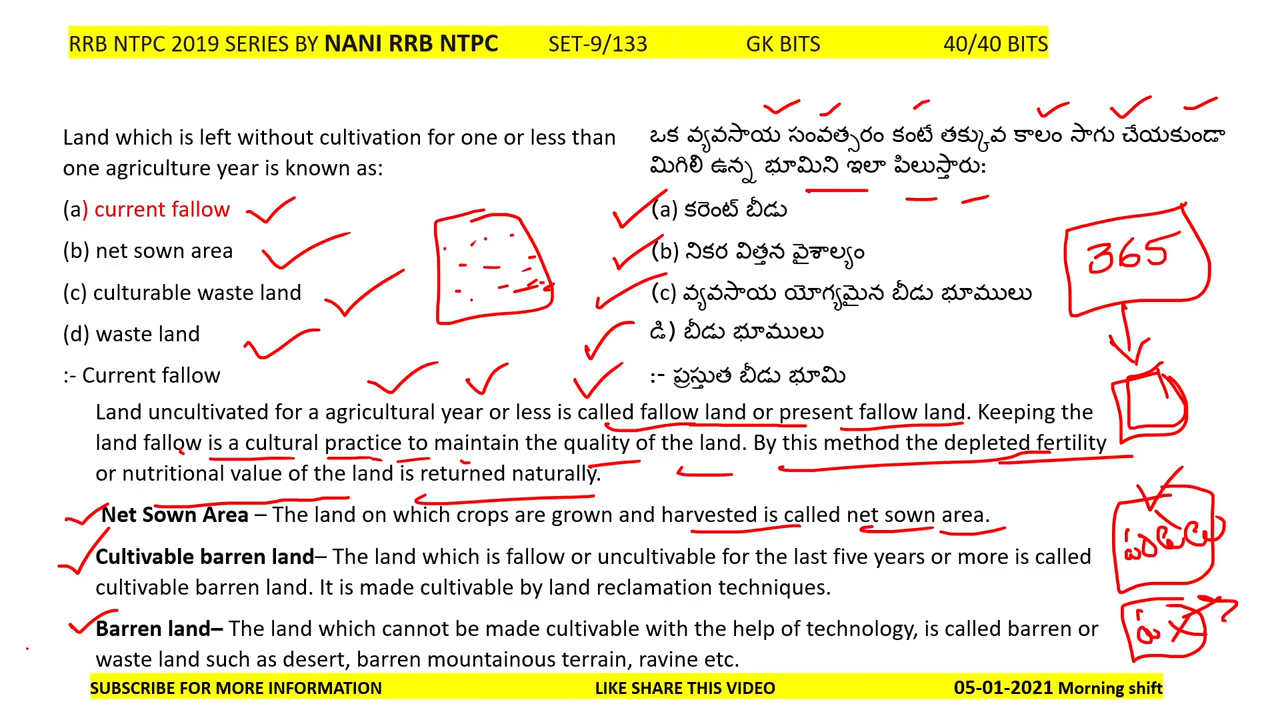 RRB NTPC 2019 SERIES BY NANI RRB NTPC SET-9/133 GK BITS 40/40 BITS
Land which is left without cultivation for one or less than
one agriculture year is known as:
(a) current fallow
(b) net sown area
(c) culturable waste land
(d) waste land
:- Current fallow
ఒక వ్యవసాయ సంవత్సరం కంటే తక్కువ కాలం సాగు చేయకుండా
మిగిలి ఉన్న భూమిని ఇలా పిలుస్తారు:
(a) కరెంట్ బీడు
(b) నికర విత్తన వైశాల్యం
(c) వ్యవసాయ యోగ్యమైన బీడు భూములు
డి) బీడు భూములు
:- ప్రస్తుత బీడు భూమి
365
Land uncultivated for a agricultural year or less is called fallow land or present fallow land. Keeping the
land fallow is a cultural practice to maintain the quality of the land. By this method the depleted fertility
or nutritional value of the land is returned naturally.
Net Sown Area – The land on which crops are grown and harvested is called net sown area.
Cultivable barren land– The land which is fallow or uncultivable for the last five years or more is called
cultivable barren land. It is made cultivable by land reclamation techniques.
Barren land– The land which cannot be made cultivable with the help of technology, is called barren or
waste land such as desert, barren mountainous terrain, ravine etc.
SUBSCRIBE FOR MORE INFORMATION LIKE SHARE THIS VIDEO 05-01-2021 Morning shift